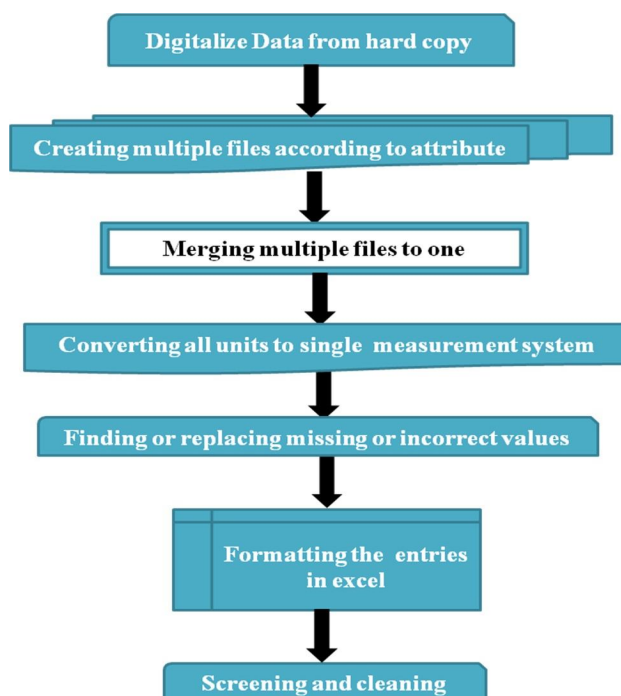 Digitalize Data from hard copy
Creating multiple files according to attribute
Merging multiple files to one
Converting all units to single measurement system
Finding or replacing missing or incorrect values
Formatting the entries
in excel
Screening and cleaning